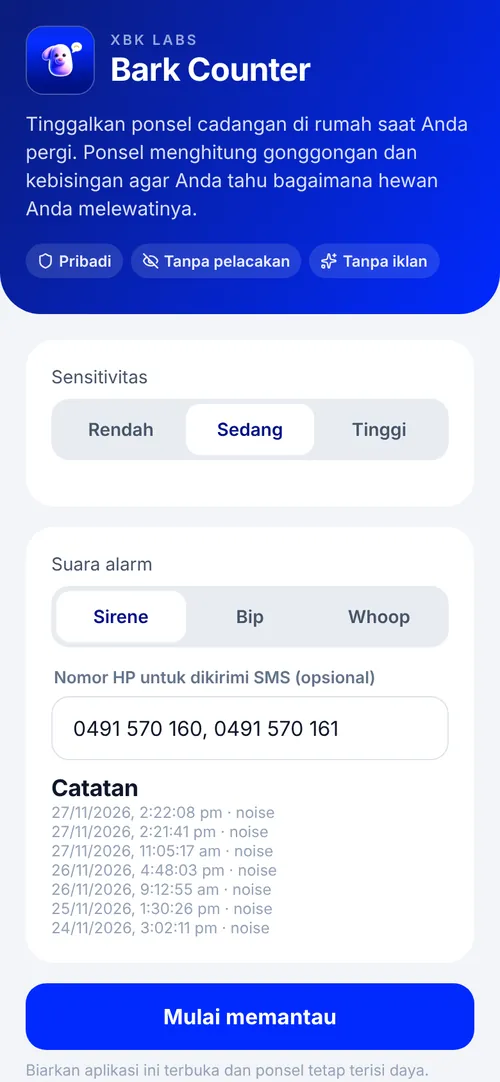 XBK LABS
Bark Counter
Tinggalkan ponsel cadangan di rumah saat Anda
pergi. Ponsel menghitung gonggongan dan
kebisingan agar Anda tahu bagaimana hewan
Anda melewatinya.
Pribadi
Tanpa pelacakan
Tanpa iklan
Sensitivitas
Rendah
Sedang
Tinggi
Suara alarm
Sirene
Bip
Whoop
Nomor HP untuk dikirimi SMS (opsional)
0491 570 160, 0491 570 161
Catatan
27/11/2026, 2:22:08 pm · noise
27/11/2026, 2:21:41 pm · noise
27/11/2026, 11:05:17 am · noise
26/11/2026, 4:48:03 pm · noise
26/11/2026, 9:12:55 am · noise
25/11/2026, 1:30:26 pm · noise
24/11/2026, 3:02:11 pm · noise
Mulai memantau
Biarkan aplikasi ini terbuka dan ponsel tetap terisi daya.